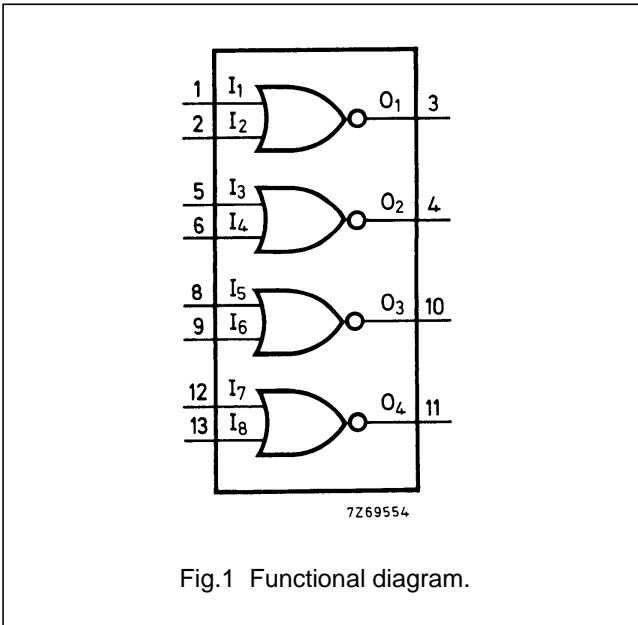 1 I1 O1 3
2 I2
5 I3 O2 4
6 I4
8 I5 O3 10
9 I6
12 I7 O4 11
13 I8
7Z69554
Fig.1 Functional diagram.